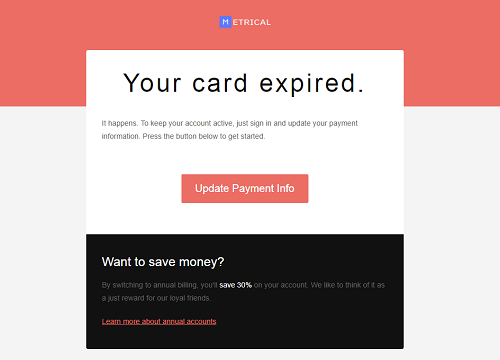 METRICAL
Your card expired.
It happens. To keep your account active, just sign in and update your payment
information. Press the button below to get started.
Update Payment Info
Want to save money?
By switching to annual billing, you'll save 30% on your account. We like to think of it as
a just reward for our loyal friends.
Learn more about annual accounts